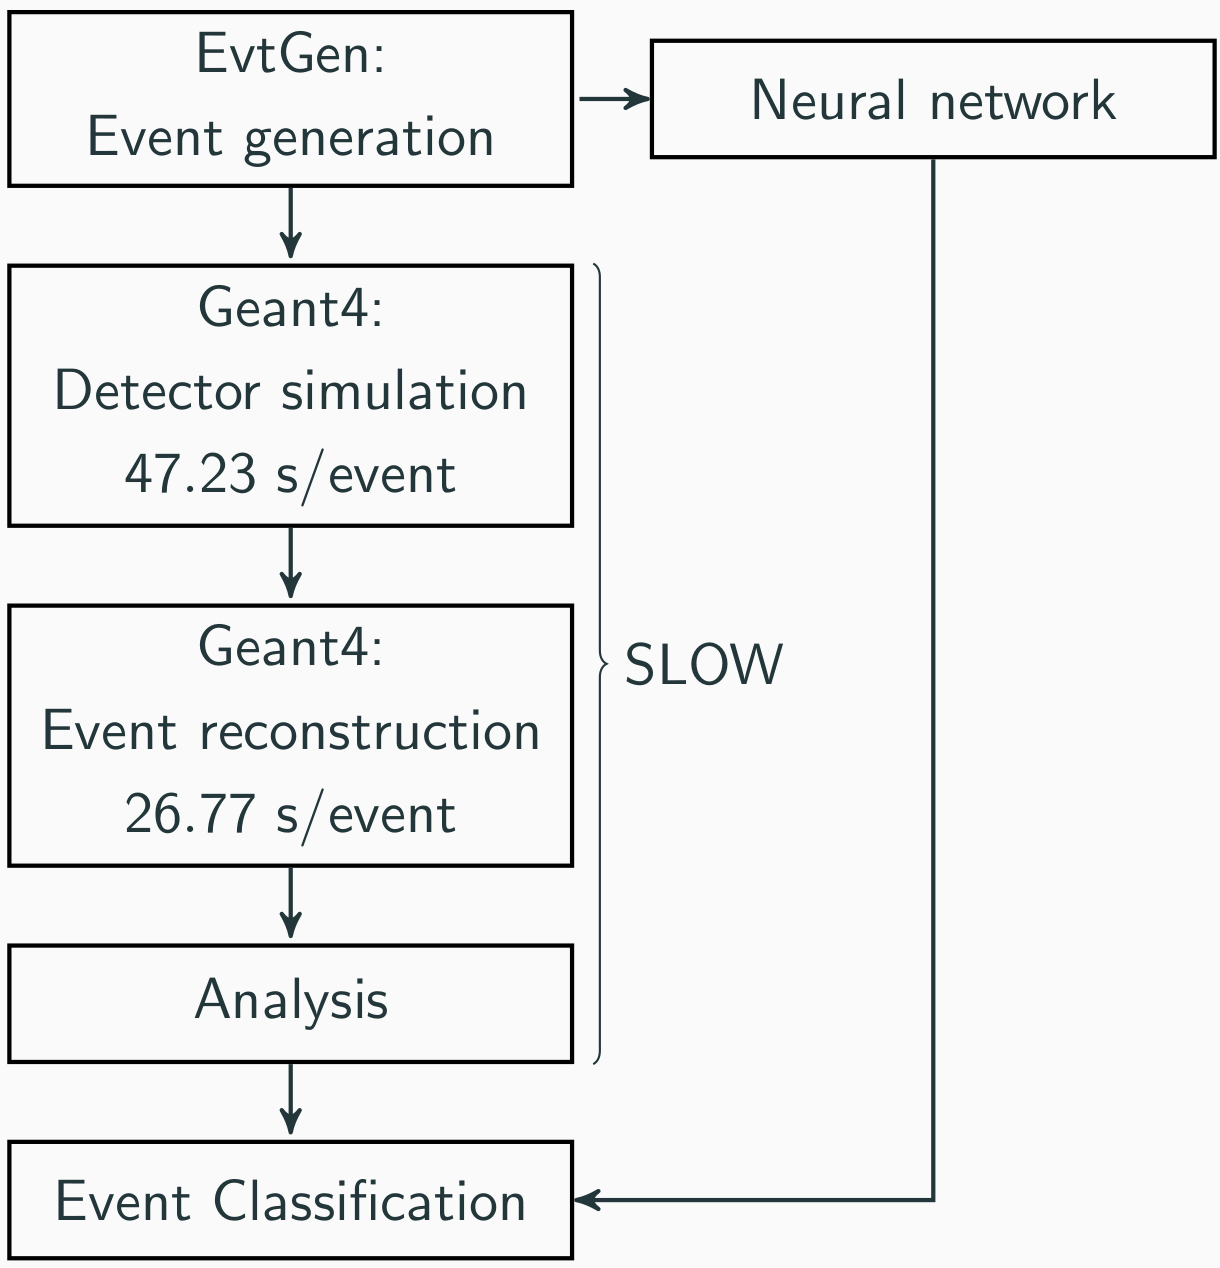 EvtGen:
Event generation
Neural network
Geant4:
Detector simulation
47.23 s/event
Geant4:
Event reconstruction
26.77 s/event
SLOW
Analysis
Event Classification